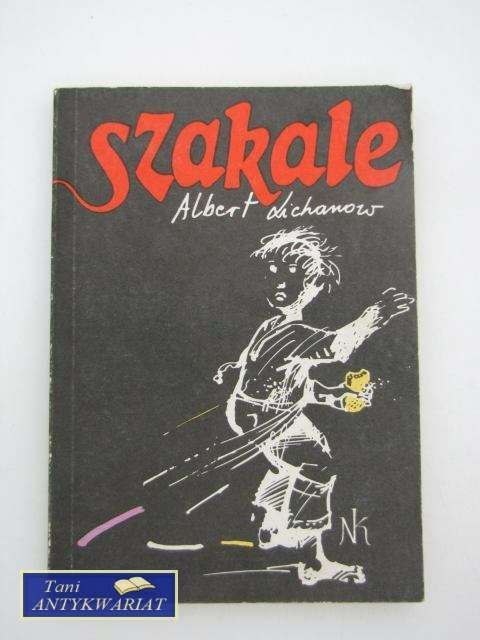 Szakale
Albert Lichanow
NK
Tani
ANTYKWARIAT